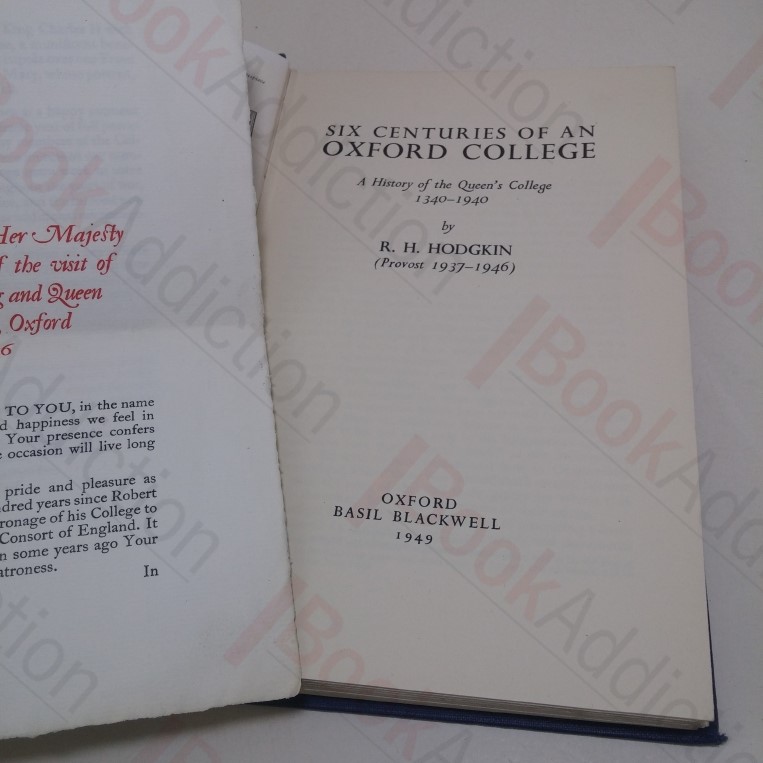 Her Majesty
f the visit of
g and Queen
, Oxford
6
TO YOU, in the name
d happiness we feel in
Your presence confers
e occasion will live long
pride and pleasure as
dred years since Robert
ronage of his College to
Consort of England. It
n some years ago Your
atroness.
In
SIX CENTURIES OF AN
OXFORD COLLEGE
A History of the Queen's College
1340–1940
by
R. H. HODGKIN
(Provost 1937–1946)
OXFORD
BASIL BLACKWELL
1949
BookAddiction